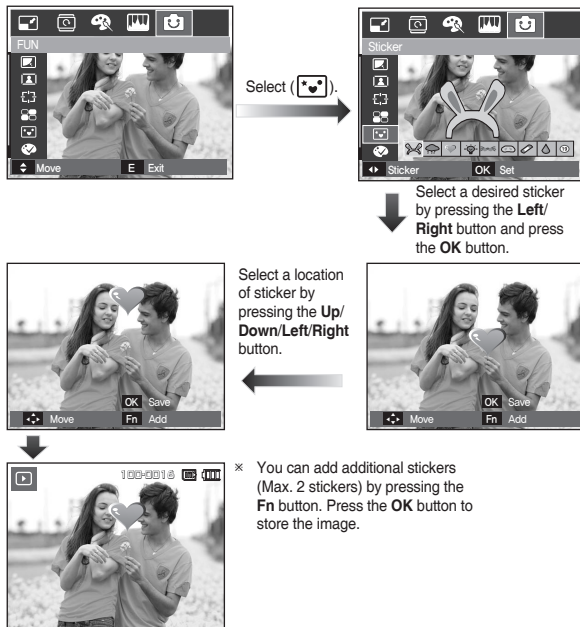 FUN
Move E Exit
Select ( ).
Sticker
Sticker OK Set
Select a desired sticker
by pressing the Left/
Right button and press
the OK button.
OK Save
Move Fn Add
Select a location
of sticker by
pressing the Up/
Down/Left/Right
button.
OK Save
Move Fn Add
100-0016
※ You can add additional stickers
(Max. 2 stickers) by pressing the
Fn button. Press the OK button to
store the image.